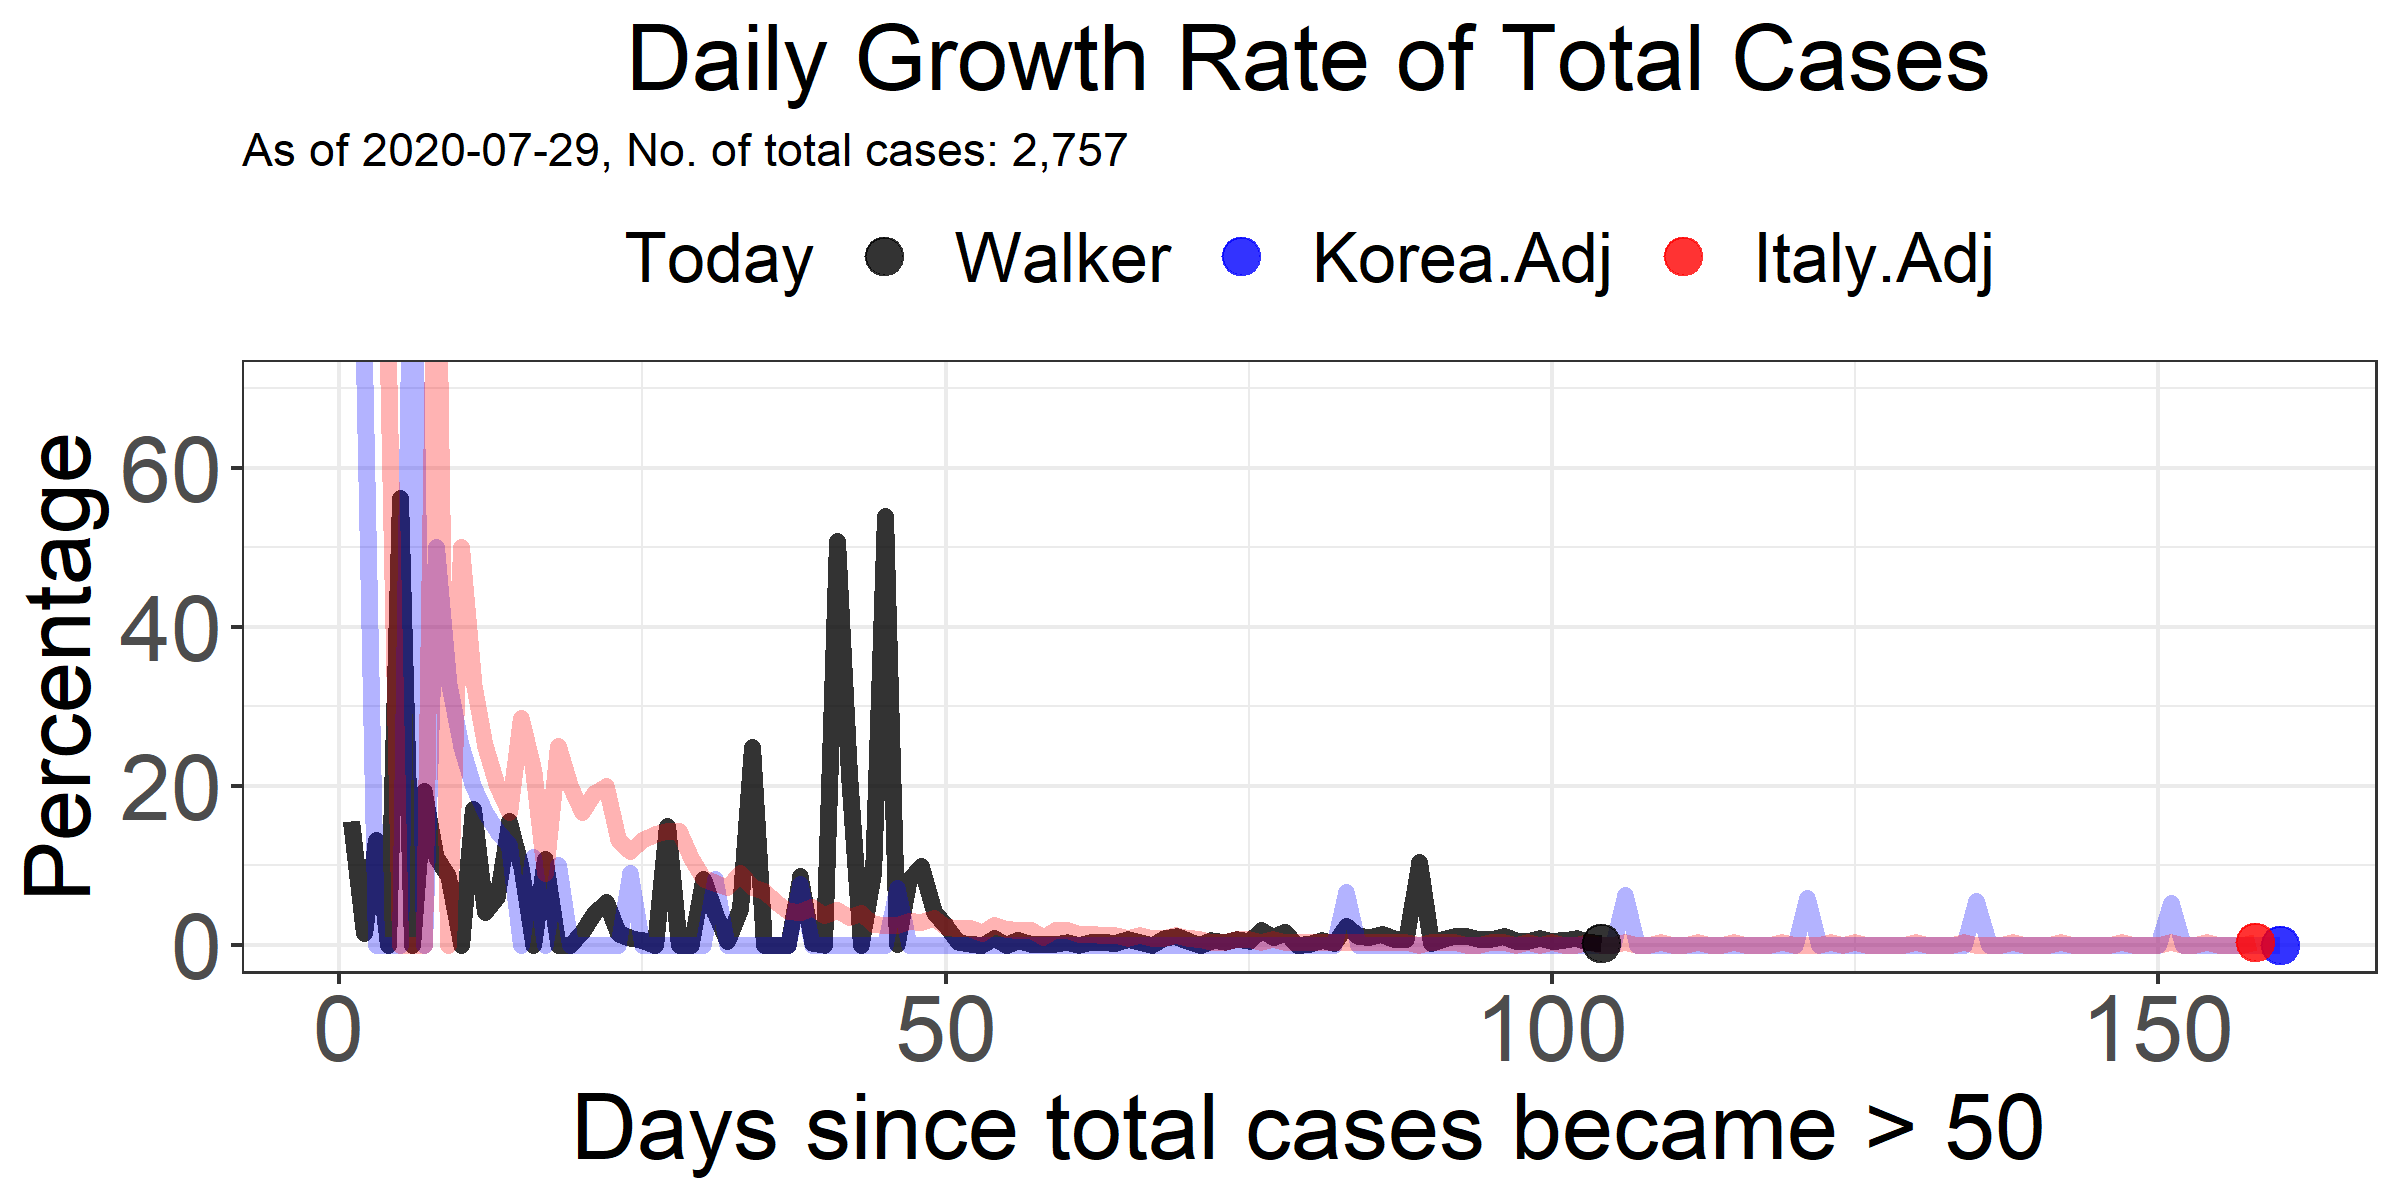 Daily Growth Rate of Total Cases
As of 2020-07-29, No. of total cases: 2,757
Today Walker Korea.Adj Italy.Adj
Percentage
60
40
20
0
0 50 100 150
Days since total cases became > 50